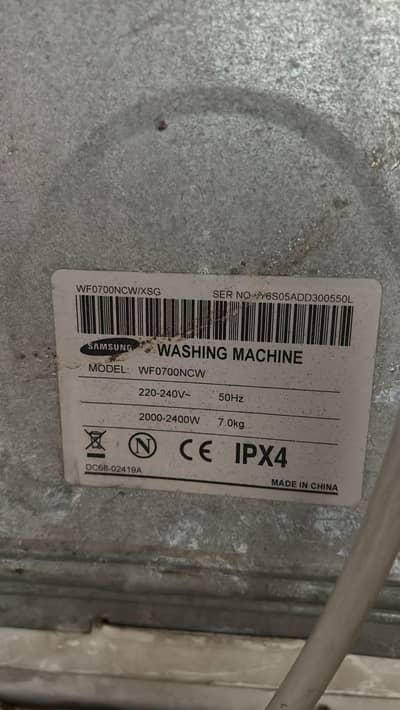 WF0700NCW/XSG SER NO : Y6S05ADD300550L
SAMSUNG WASHING MACHINE
MODEL: WF0700NCW
220-240V~ 50Hz
2000-2400W 7.0kg
N CE IPX4
DC68-02419A
MADE IN CHINA